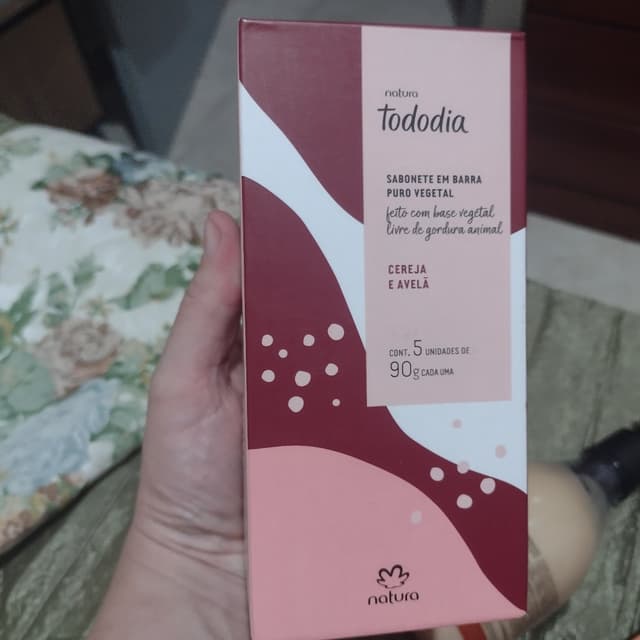 natura
tododia
SABONETE EM BARRA
PURO VEGETAL
feito com base vegetal
livre de gordura animal
CEREJA
E AVELÃ
CONT. 5 UNIDADES DE
90g CADA UMA
natura